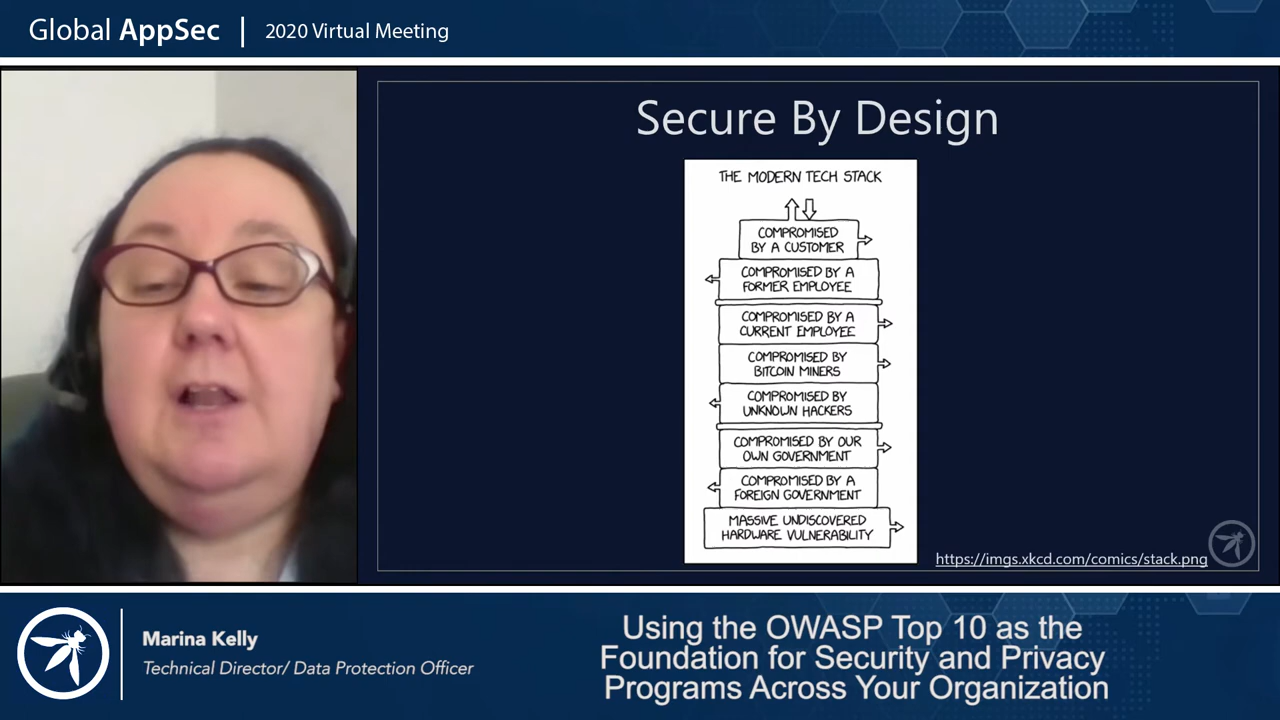 Global AppSec | 2020 Virtual Meeting
Secure By Design
THE MODERN TECH STACK
COMPROMISED
BY A CUSTOMER
COMPROMISED BY A
FORMER EMPLOYEE
COMPROMISED BY A
CURRENT EMPLOYEE
COMPROMISED BY
BITCOIN MINERS
COMPROMISED BY
UNKNOWN HACKERS
COMPROMISED BY OUR
OWN GOVERNMENT
COMPROMISED BY A
FOREIGN GOVERNMENT
MASSIVE UNDISCOVERED
HARDWARE VULNERABILITY
https://imgs.xkcd.com/comics/stack.png
Marina Kelly
Technical Director/ Data Protection Officer
Using the OWASP Top 10 as the
Foundation for Security and Privacy
Programs Across Your Organization